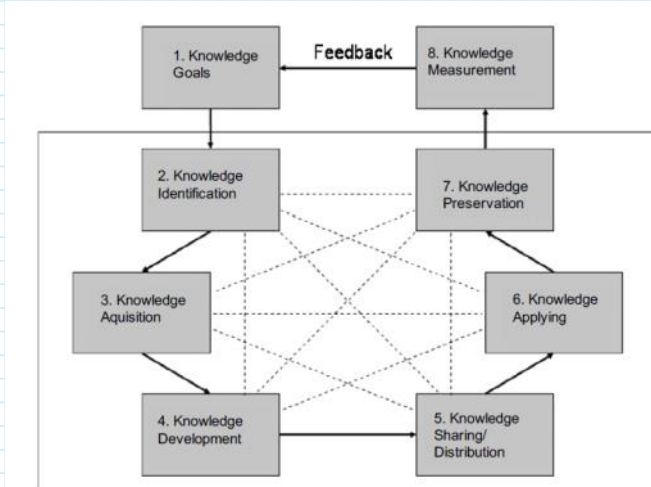 1. Knowledge
Goals
Feedback
8. Knowledge
Measurement
2. Knowledge
Identification
7. Knowledge
Preservation
3. Knowledge
Aquisition
6. Knowledge
Applying
4. Knowledge
Development
5. Knowledge
Sharing/
Distribution